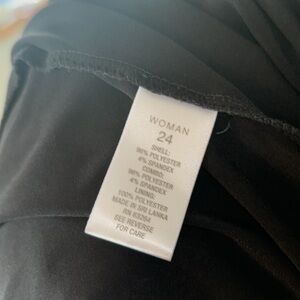 WOMAN
24
SHELL:
96% POLYESTER
4% SPANDEX
COMBO:
96% POLYESTER
4% SPANDEX
LINING:
100% POLYESTER
MADE IN SRI LANKA
RN 93264
SEE REVERSE
FOR CARE